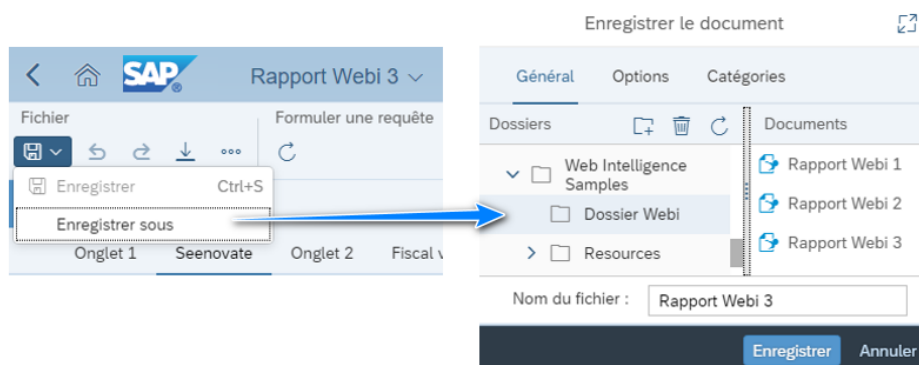 Enregistrer le document
SAP
Rapport Webi 3
Fichier
Formuler une requête
Enregistrer Ctrl+S
Enregistrer sous
Onglet 1 Seenovate Onglet 2 Fiscal
Général Options Catégories
Dossiers
Documents
Web Intelligence
Samples
Dossier Webi
Resources
Rapport Webi 1
Rapport Webi 2
Rapport Webi 3
Nom du fichier : Rapport Webi 3
Enregistrer Annuler